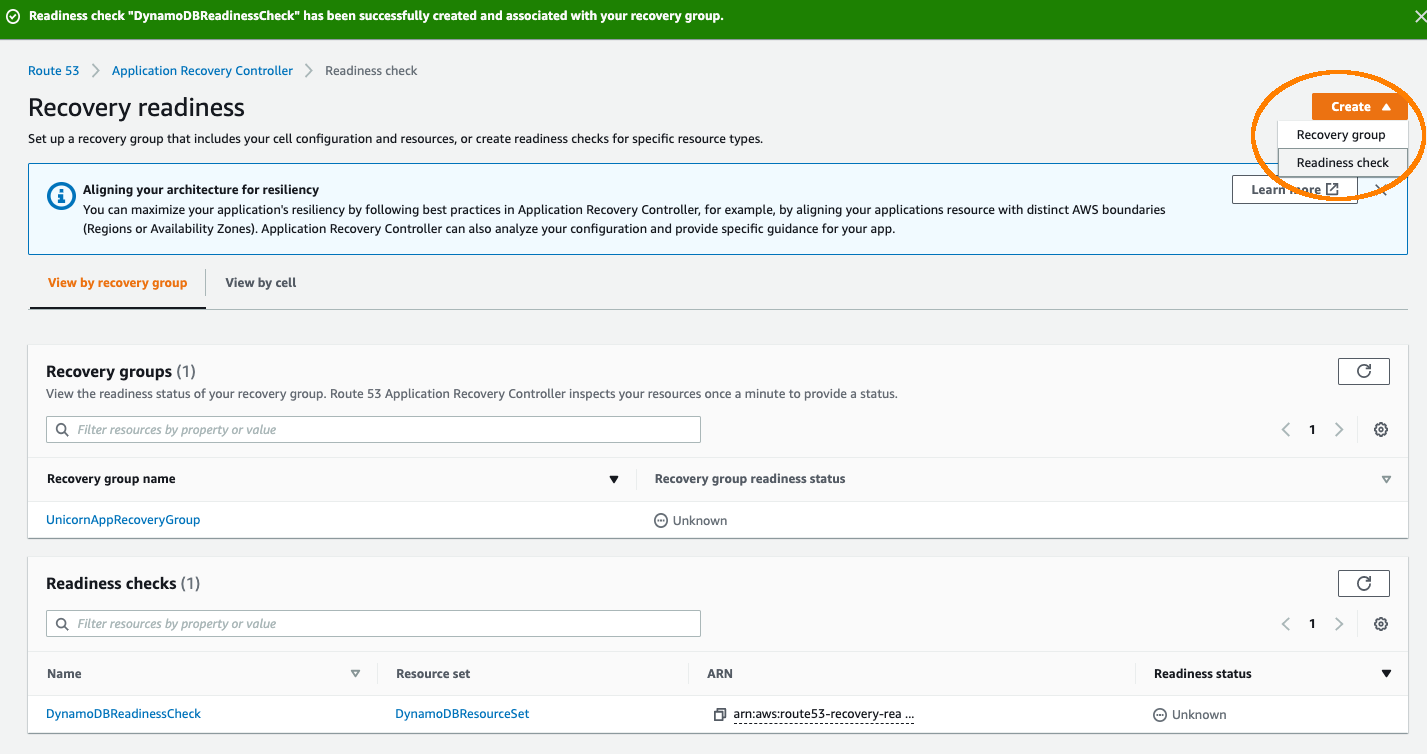 Readiness check "DynamoDBReadinessCheck" has been successfully created and associated with your recovery group.
Route 53 Application Recovery Controller Readiness check
Recovery readiness
Create
Set up a recovery group that includes your cell configuration and resources, or create readiness checks for specific resource types.
Recovery group
Readiness check
Aligning your architecture for resiliency
Learn more
You can maximize your application's resiliency by following best practices in Application Recovery Controller, for example, by aligning your applications resource with distinct AWS boundaries
(Regions or Availability Zones). Application Recovery Controller can also analyze your configuration and provide specific guidance for your app.
View by recovery group View by cell
Recovery groups (1)
View the readiness status of your recovery group. Route 53 Application Recovery Controller inspects your resources once a minute to provide a status.
Filter resources by property or value 1
Recovery group name Recovery group readiness status
UnicornAppRecoveryGroup Unknown
Readiness checks (1)
Filter resources by property or value 1
Name Resource set ARN Readiness status
DynamoDBReadinessCheck DynamoDBResourceSet arn:aws:route53-recovery-rea ... Unknown